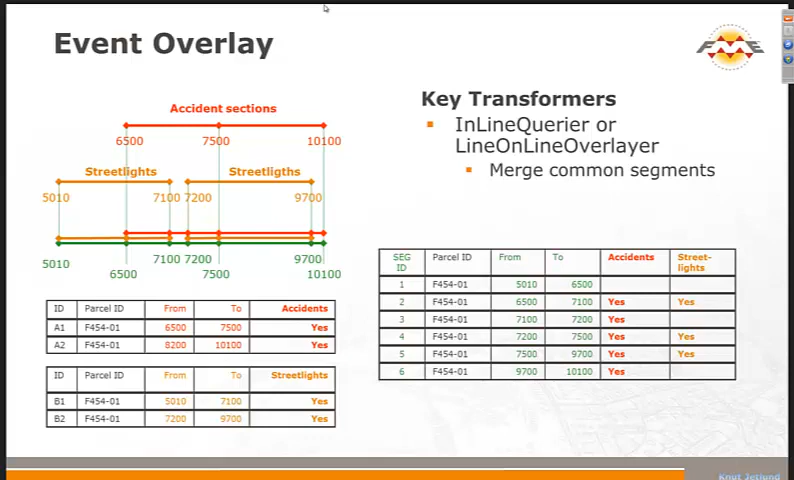 Event Overlay
FME
Accident sections
6500 7500 10100
Streetlights Streetligths
5010 7100 7200 9700
5010 7100 7200 9700
6500 7500 10100
Key Transformers
InLineQuerier or
LineOnLineOverlayer
Merge common segments
ID Parcel ID From To Accidents
A1 F454-01 6500 7500 Yes
A2 F454-01 8200 10100 Yes
ID Parcel ID From To Streetlights
B1 F454-01 5010 7100 Yes
B2 F454-01 7200 9700 Yes
SEG Parcel ID From To Accidents Street-
ID lights
1 F454-01 5010 6500
2 F454-01 6500 7100 Yes Yes
3 F454-01 7100 7200 Yes
4 F454-01 7200 7500 Yes Yes
5 F454-01 7500 9700 Yes Yes
6 F454-01 9700 10100 Yes
Knut Jetlund